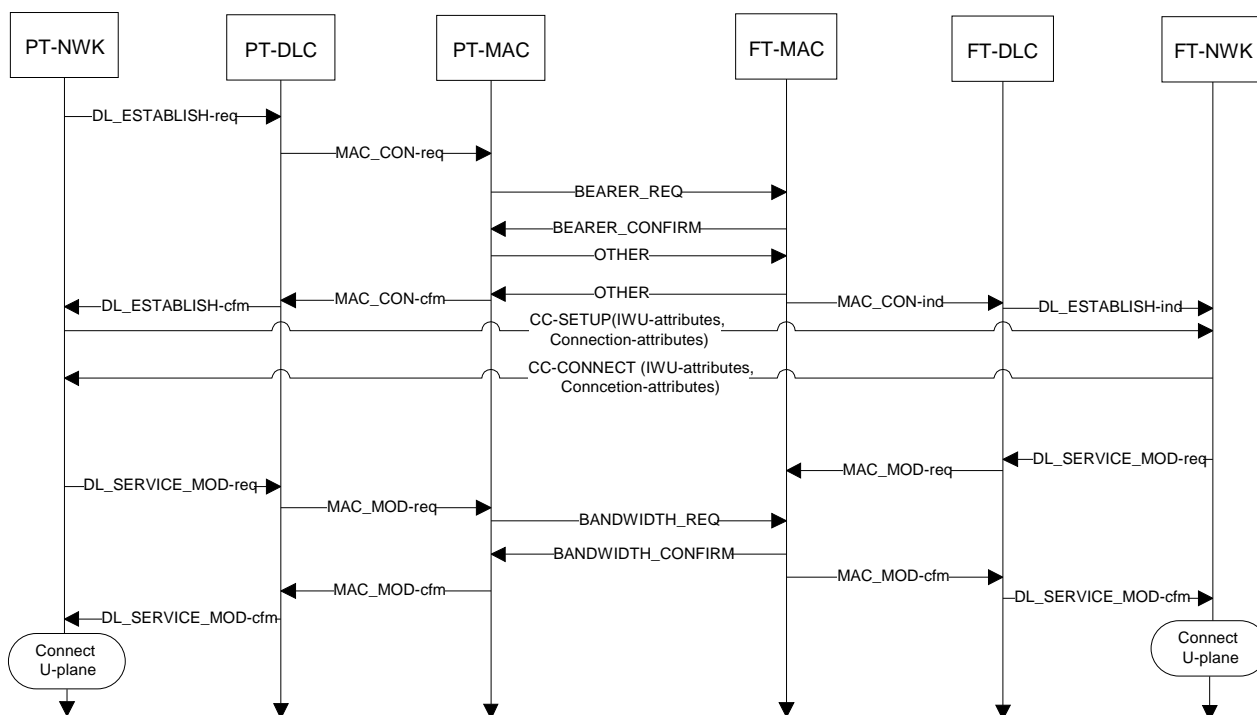 PT-NWK
PT-DLC
PT-MAC
FT-MAC
FT-DLC
FT-NWK
DL_ESTABLISH-req
MAC_CON-req
BEARER_REQ
BEARER_CONFIRM
OTHER
OTHER
MAC_CON-cfm
DL_ESTABLISH-cfm
MAC_CON-ind
DL_ESTABLISH-ind
CC-SETUP(IWU-attributes,
Connection-attributes)
CC-CONNECT (IWU-attributes,
Conncetion-attributes)
DL_SERVICE_MOD-req
MAC_MOD-req
DL_SERVICE_MOD-req
MAC_MOD-req
BANDWIDTH_REQ
BANDWIDTH_CONFIRM
MAC_MOD-cfm
MAC_MOD-cfm
DL_SERVICE_MOD-cfm
DL_SERVICE_MOD-cfm
Connect
U-plane
Connect
U-plane